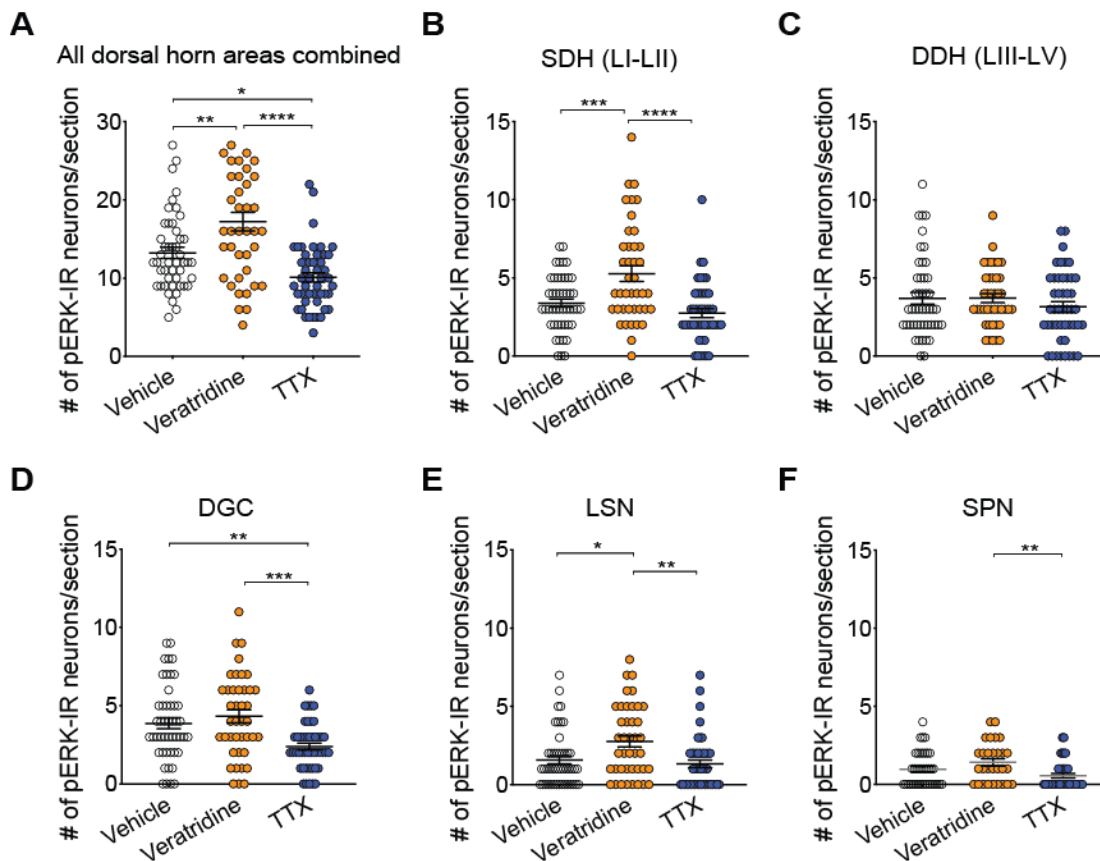 A
All dorsal horn areas combined
*
**
****
# of pERK-IR neurons/section
30
20
10
0
Vehicle
Veratridine
TTX
B
SDH (LI-LII)
***
****
# of pERK-IR neurons/section
15
10
5
0
Vehicle
Veratridine
TTX
C
DDH (LIII-LV)
# of pERK-IR neurons/section
15
10
5
0
Vehicle
Veratridine
TTX
D
DGC
**
***
# of pERK-IR neurons/section
15
10
5
0
Vehicle
Veratridine
TTX
E
LSN
*
**
# of pERK-IR neurons/section
15
10
5
0
Vehicle
Veratridine
TTX
F
SPN
**
# of pERK-IR neurons/section
15
10
5
0
Vehicle
Veratridine
TTX